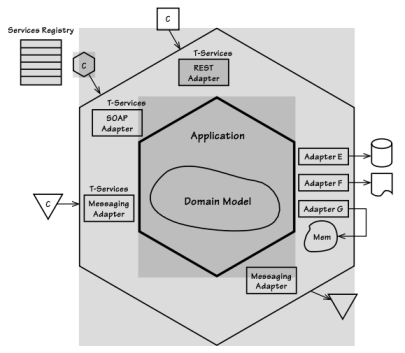 C
Services Registry
T-Services
REST
Adapter
C
T-Services
SOAP
Adapter
Application
Adapter E
Adapter F
T-Services
Messaging
Adapter
C
Domain Model
Adapter G
Mem
Messaging
Adapter